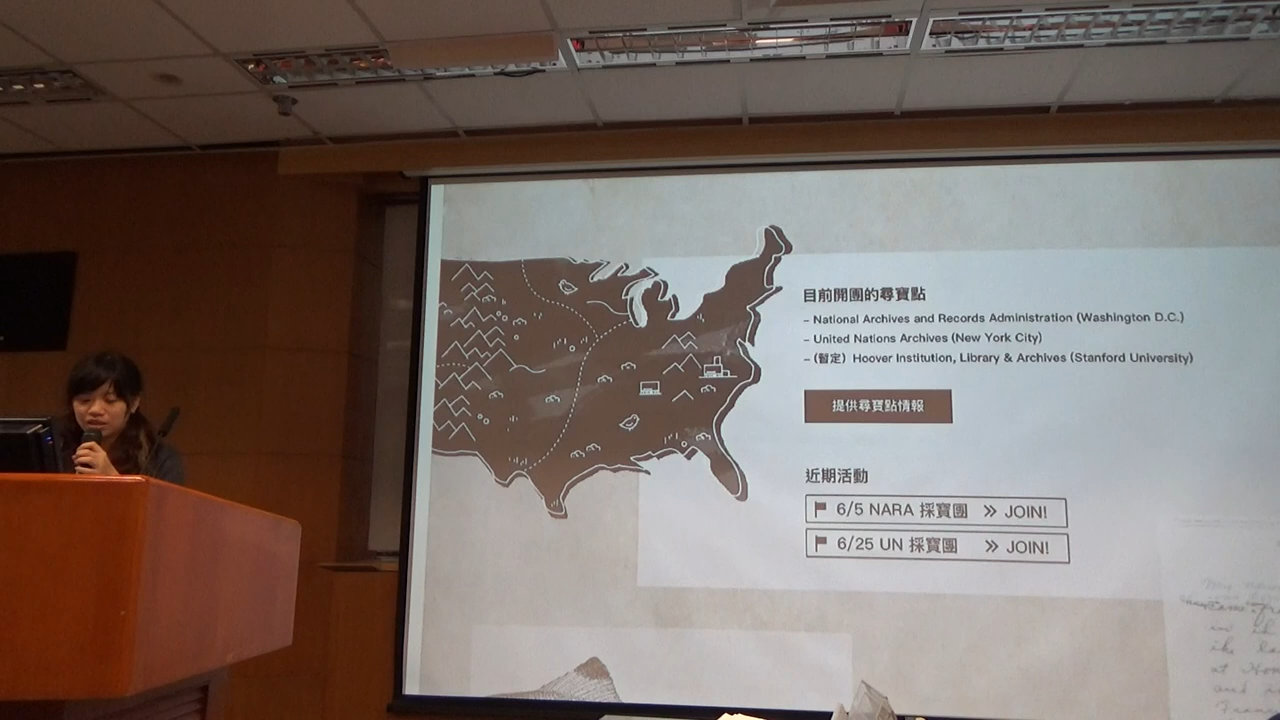 目前開團的尋寶點
– National Archives and Records Administration (Washington D.C.)
– United Nations Archives (New York City)
– (暫定) Hoover Institution, Library & Archives (Stanford University)
提供尋寶點情報
近期活動
6/5 NARA 採寶團 >> JOIN!
6/25 UN 採寶團 >> JOIN!